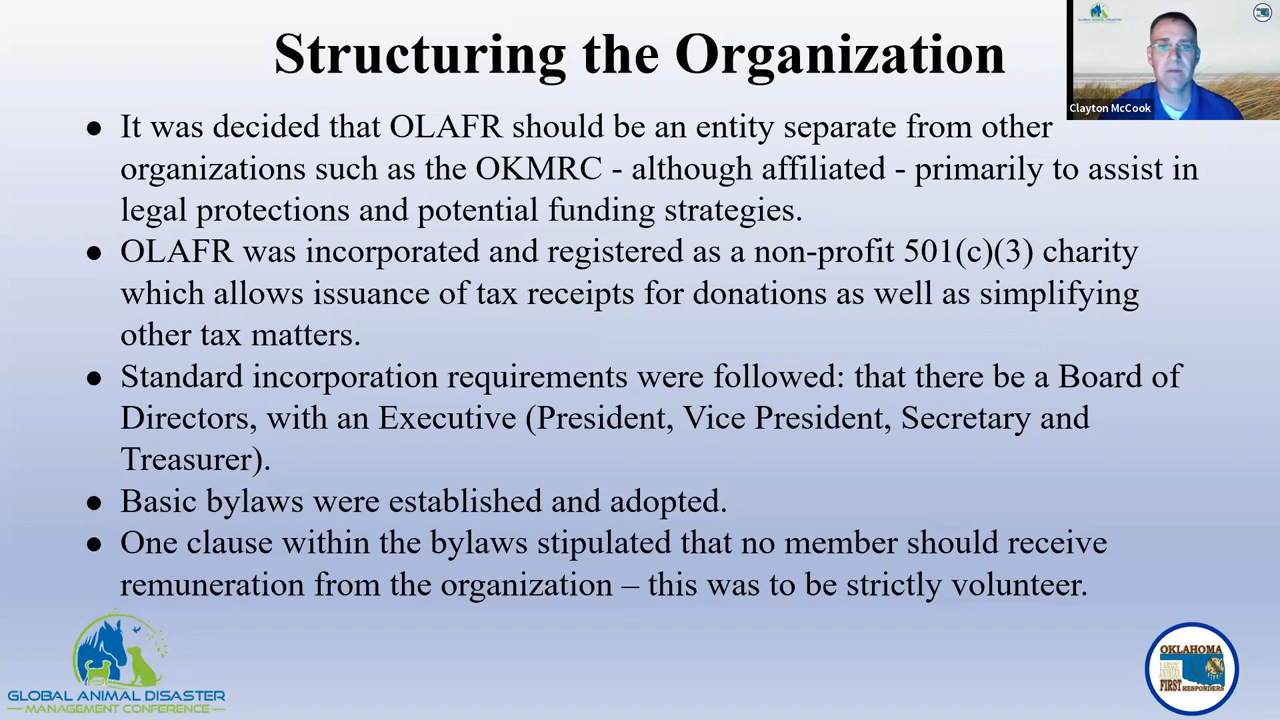 Structuring the Organization
Clayton McCook
● It was decided that OLAFR should be an entity separate from other
organizations such as the OKMRC - although affiliated - primarily to assist in
legal protections and potential funding strategies.
● OLAFR was incorporated and registered as a non-profit 501(c)(3) charity
which allows issuance of tax receipts for donations as well as simplifying
other tax matters.
● Standard incorporation requirements were followed: that there be a Board of
Directors, with an Executive (President, Vice President, Secretary and
Treasurer).
● Basic bylaws were established and adopted.
● One clause within the bylaws stipulated that no member should receive
remuneration from the organization – this was to be strictly volunteer.
GLOBAL ANIMAL DISASTER
MANAGEMENT CONFERENCE
OKLAHOMA
LARGE
ANIMAL
FIRST RESPONDERS